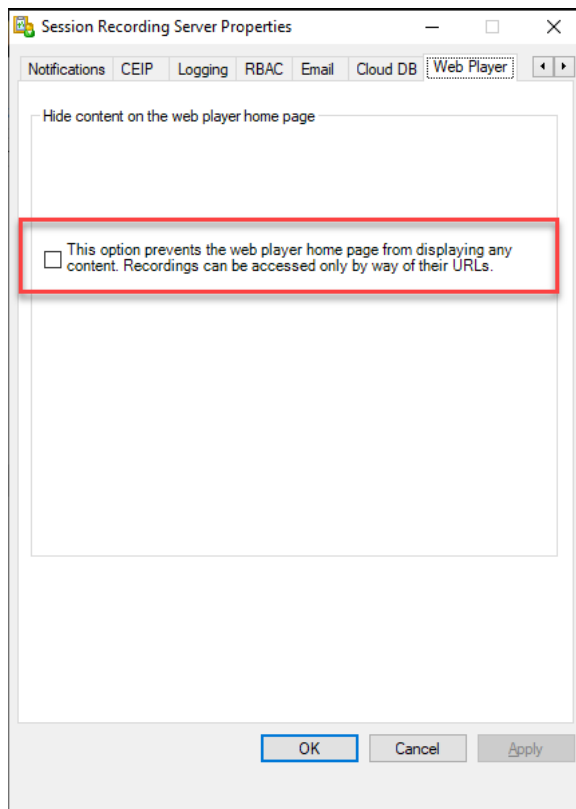 Session Recording Server Properties
Notifications CEIP Logging RBAC Email Cloud DB Web Player
Hide content on the web player home page
This option prevents the web player home page from displaying any
content. Recordings can be accessed only by way of their URLs.
OK Cancel Apply